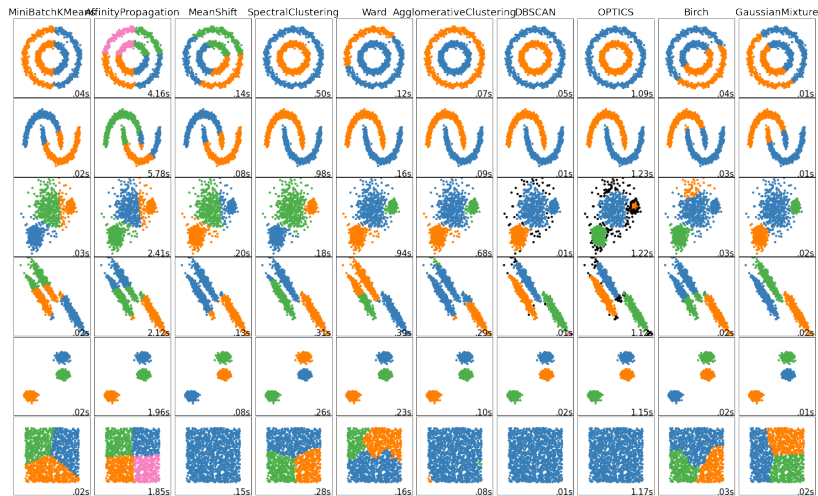 MiniBatchKMeans AffinityPropagation MeanShift SpectralClustering Ward AgglomerativeClustering DBSCAN OPTICS Birch GaussianMixture
.04s 4.16s .14s .50s .12s .07s .05s 1.09s .04s .01s
.02s 5.78s .08s .98s .16s .09s .01s 1.23s .03s .01s
.03s 2.41s .20s .18s .94s .68s .01s 1.22s .03s .02s
.02s 2.12s .13s .31s .39s .29s .01s .02s .02s
.02s 1.96s .08s .26s .23s .10s .02s 1.15s .02s .01s
.02s 1.85s .15s .28s .16s .08s .01s 1.17s .03s .02s